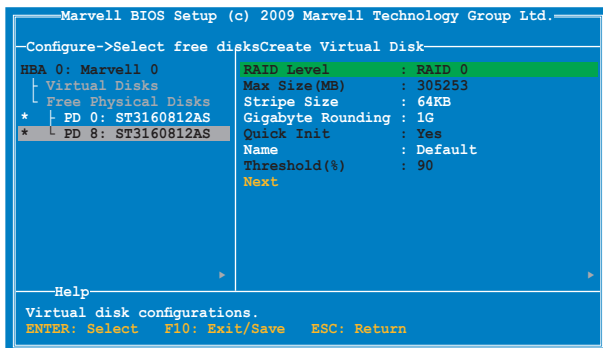 Marvell BIOS Setup (c) 2009 Marvell Technology Group Ltd.
Configure->Select free disksCreate Virtual Disk
HBA 0: Marvell 0
Virtual Disks
Free Physical Disks
* PD 0: ST3160812AS
* PD 8: ST3160812AS
RAID Level : RAID 0
Max Size(MB) : 305253
Stripe Size : 64KB
Gigabyte Rounding : 1G
Quick Init : Yes
Name : Default
Threshold(%) : 90
Next
Help
Virtual disk configurations.
ENTER: Select F10: Exit/Save ESC: Return